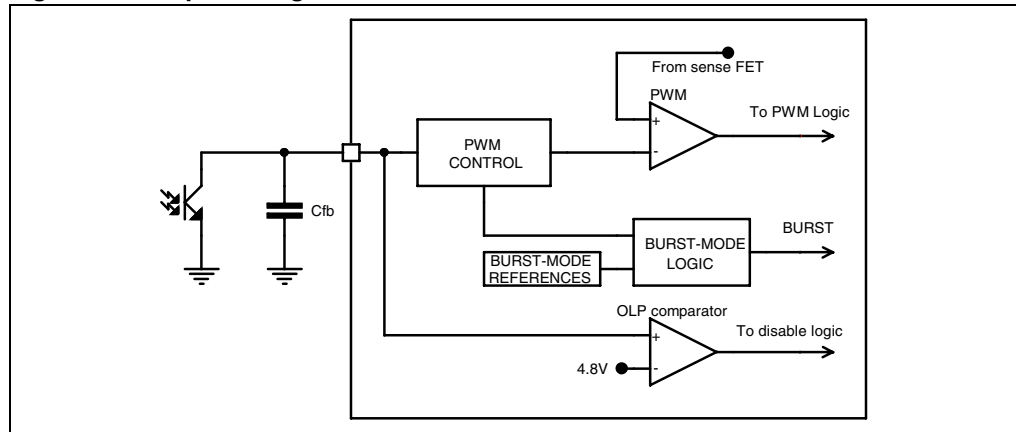 From sense FET
PWM
To PWM Logic
+
-
PWM
CONTROL
Cfb
BURST
BURST-MODE
LOGIC
BURST-MODE
REFERENCES
OLP comparator
To disable logic
+
4.8V
-